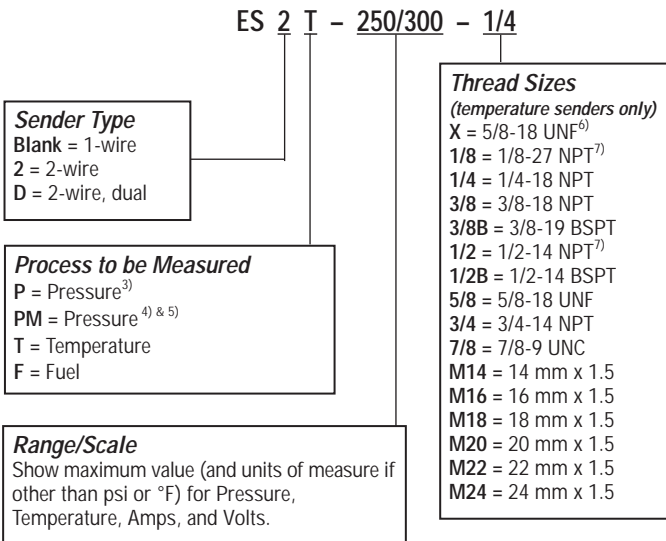 ES 2 T – 250/300 – 1/4
Sender Type
Blank = 1-wire
2 = 2-wire
D = 2-wire, dual
Process to be Measured
P = Pressure3)
PM = Pressure 4) & 5)
T = Temperature
F = Fuel
Range/Scale
Show maximum value (and units of measure if
other than psi or °F) for Pressure,
Temperature, Amps, and Volts.
Thread Sizes
(temperature senders only)
X = 5/8-18 UNF6)
1/8 = 1/8-27 NPT7)
1/4 = 1/4-18 NPT
3/8 = 3/8-18 NPT
3/8B = 3/8-19 BSPT
1/2 = 1/2-14 NPT7)
1/2B = 1/2-14 BSPT
5/8 = 5/8-18 UNF
3/4 = 3/4-14 NPT
7/8 = 7/8-9 UNC
M14 = 14 mm x 1.5
M16 = 16 mm x 1.5
M18 = 18 mm x 1.5
M20 = 20 mm x 1.5
M22 = 22 mm x 1.5
M24 = 24 mm x 1.5